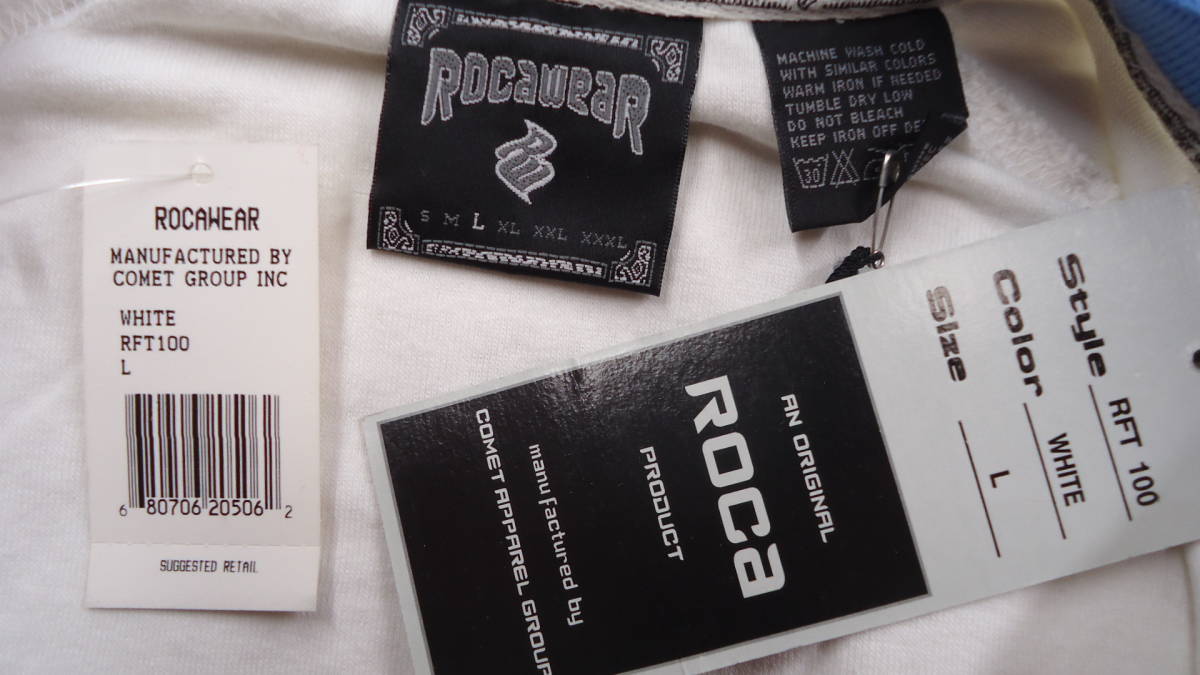 ROCAWEAR
MANUFACTURED BY
COMET GROUP INC
WHITE
RFT100
L
6 80706 20506 2
SUGGESTED RETAIL
ROCAWEAR
S M L XL XXL XXXL
MACHINE WASH COLD
WITH SIMILAR COLORS
WARM IRON IF NEEDED
TUMBLE DRY LOW
DO NOT BLEACH
KEEP IRON OFF
30
Style RFT 100
Color WHITE
Size L
AN ORIGINAL
ROCA
PRODUCT
manufactured by
COMET APPAREL GROUP